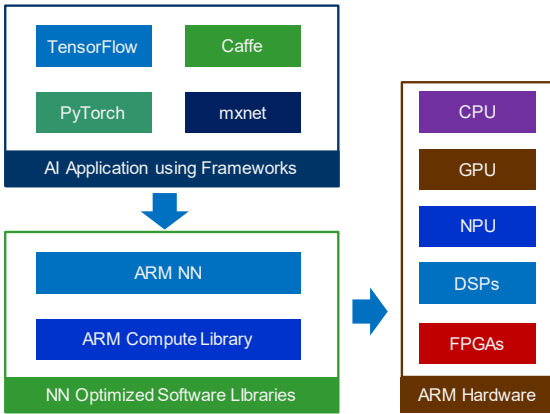 TensorFlow
Caffe
PyTorch
mxnet
AI Application using Frameworks
ARM NN
ARM Compute Library
NN Optimized Software LIbraries
CPU
GPU
NPU
DSPs
FPGAs
ARM Hardware